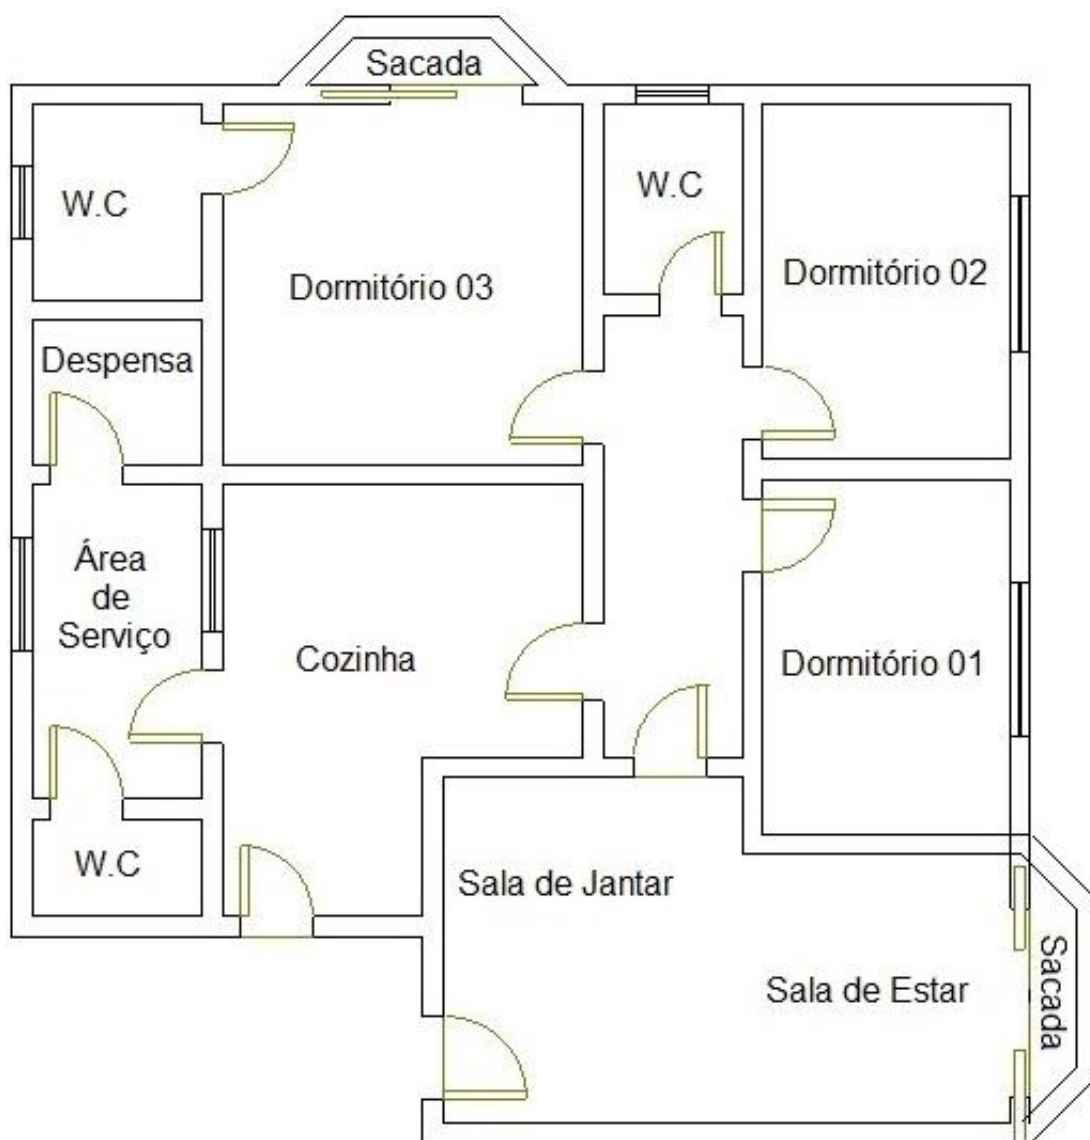 Sacada
W.C
W.C
Dormitório 03
Dormitório 02
Despensa
Área
de
Serviço
Cozinha
Dormitório 01
W.C
Sala de Jantar
Sala de Estar
Sacada